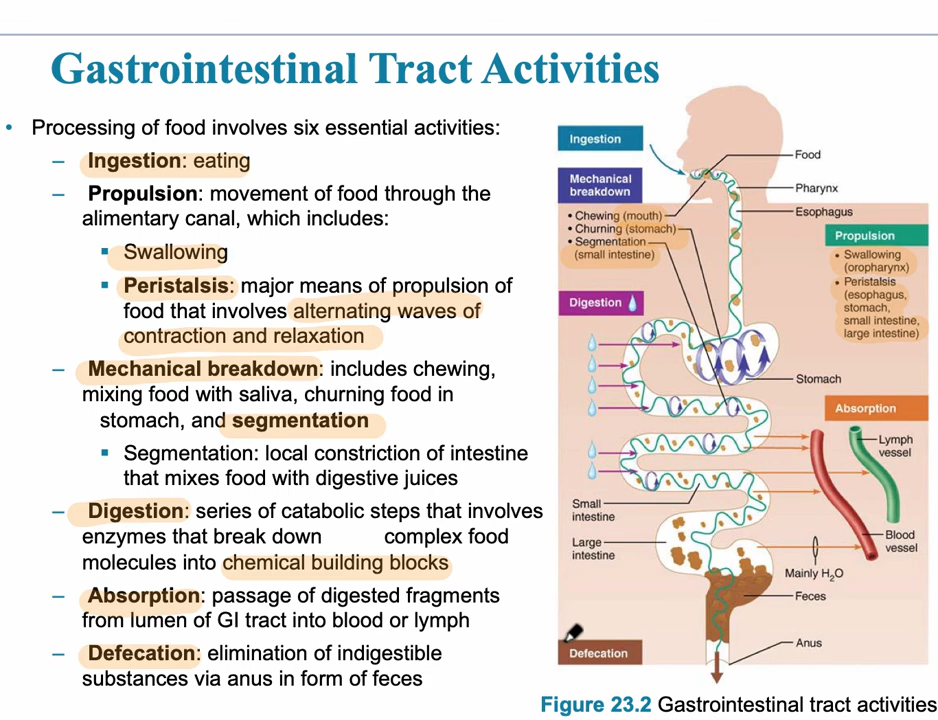 Gastrointestinal Tract Activities
• Processing of food involves six essential activities:
– Ingestion: eating
– Propulsion: movement of food through the
alimentary canal, which includes:
▪ Swallowing
▪ Peristalsis: major means of propulsion of
food that involves alternating waves of
contraction and relaxation
– Mechanical breakdown: includes chewing,
mixing food with saliva, churning food in
stomach, and segmentation
▪ Segmentation: local constriction of intestine
that mixes food with digestive juices
– Digestion: series of catabolic steps that involves
enzymes that break down complex food
molecules into chemical building blocks
– Absorption: passage of digested fragments
from lumen of GI tract into blood or lymph
– Defecation: elimination of indigestible
substances via anus in form of feces
Ingestion
Food
Mechanical
breakdown
Pharynx
• Chewing (mouth)
• Churning (stomach)
• Segmentation
(small intestine)
Esophagus
Propulsion
• Swallowing
(oropharynx)
• Peristalsis
(esophagus,
stomach,
small intestine,
large intestine)
Digestion
Stomach
Absorption
Lymph
vessel
Small
intestine
Large
intestine
Blood
vessel
Mainly H₂O
Feces
Anus
Defecation
Figure 23.2 Gastrointestinal tract activities